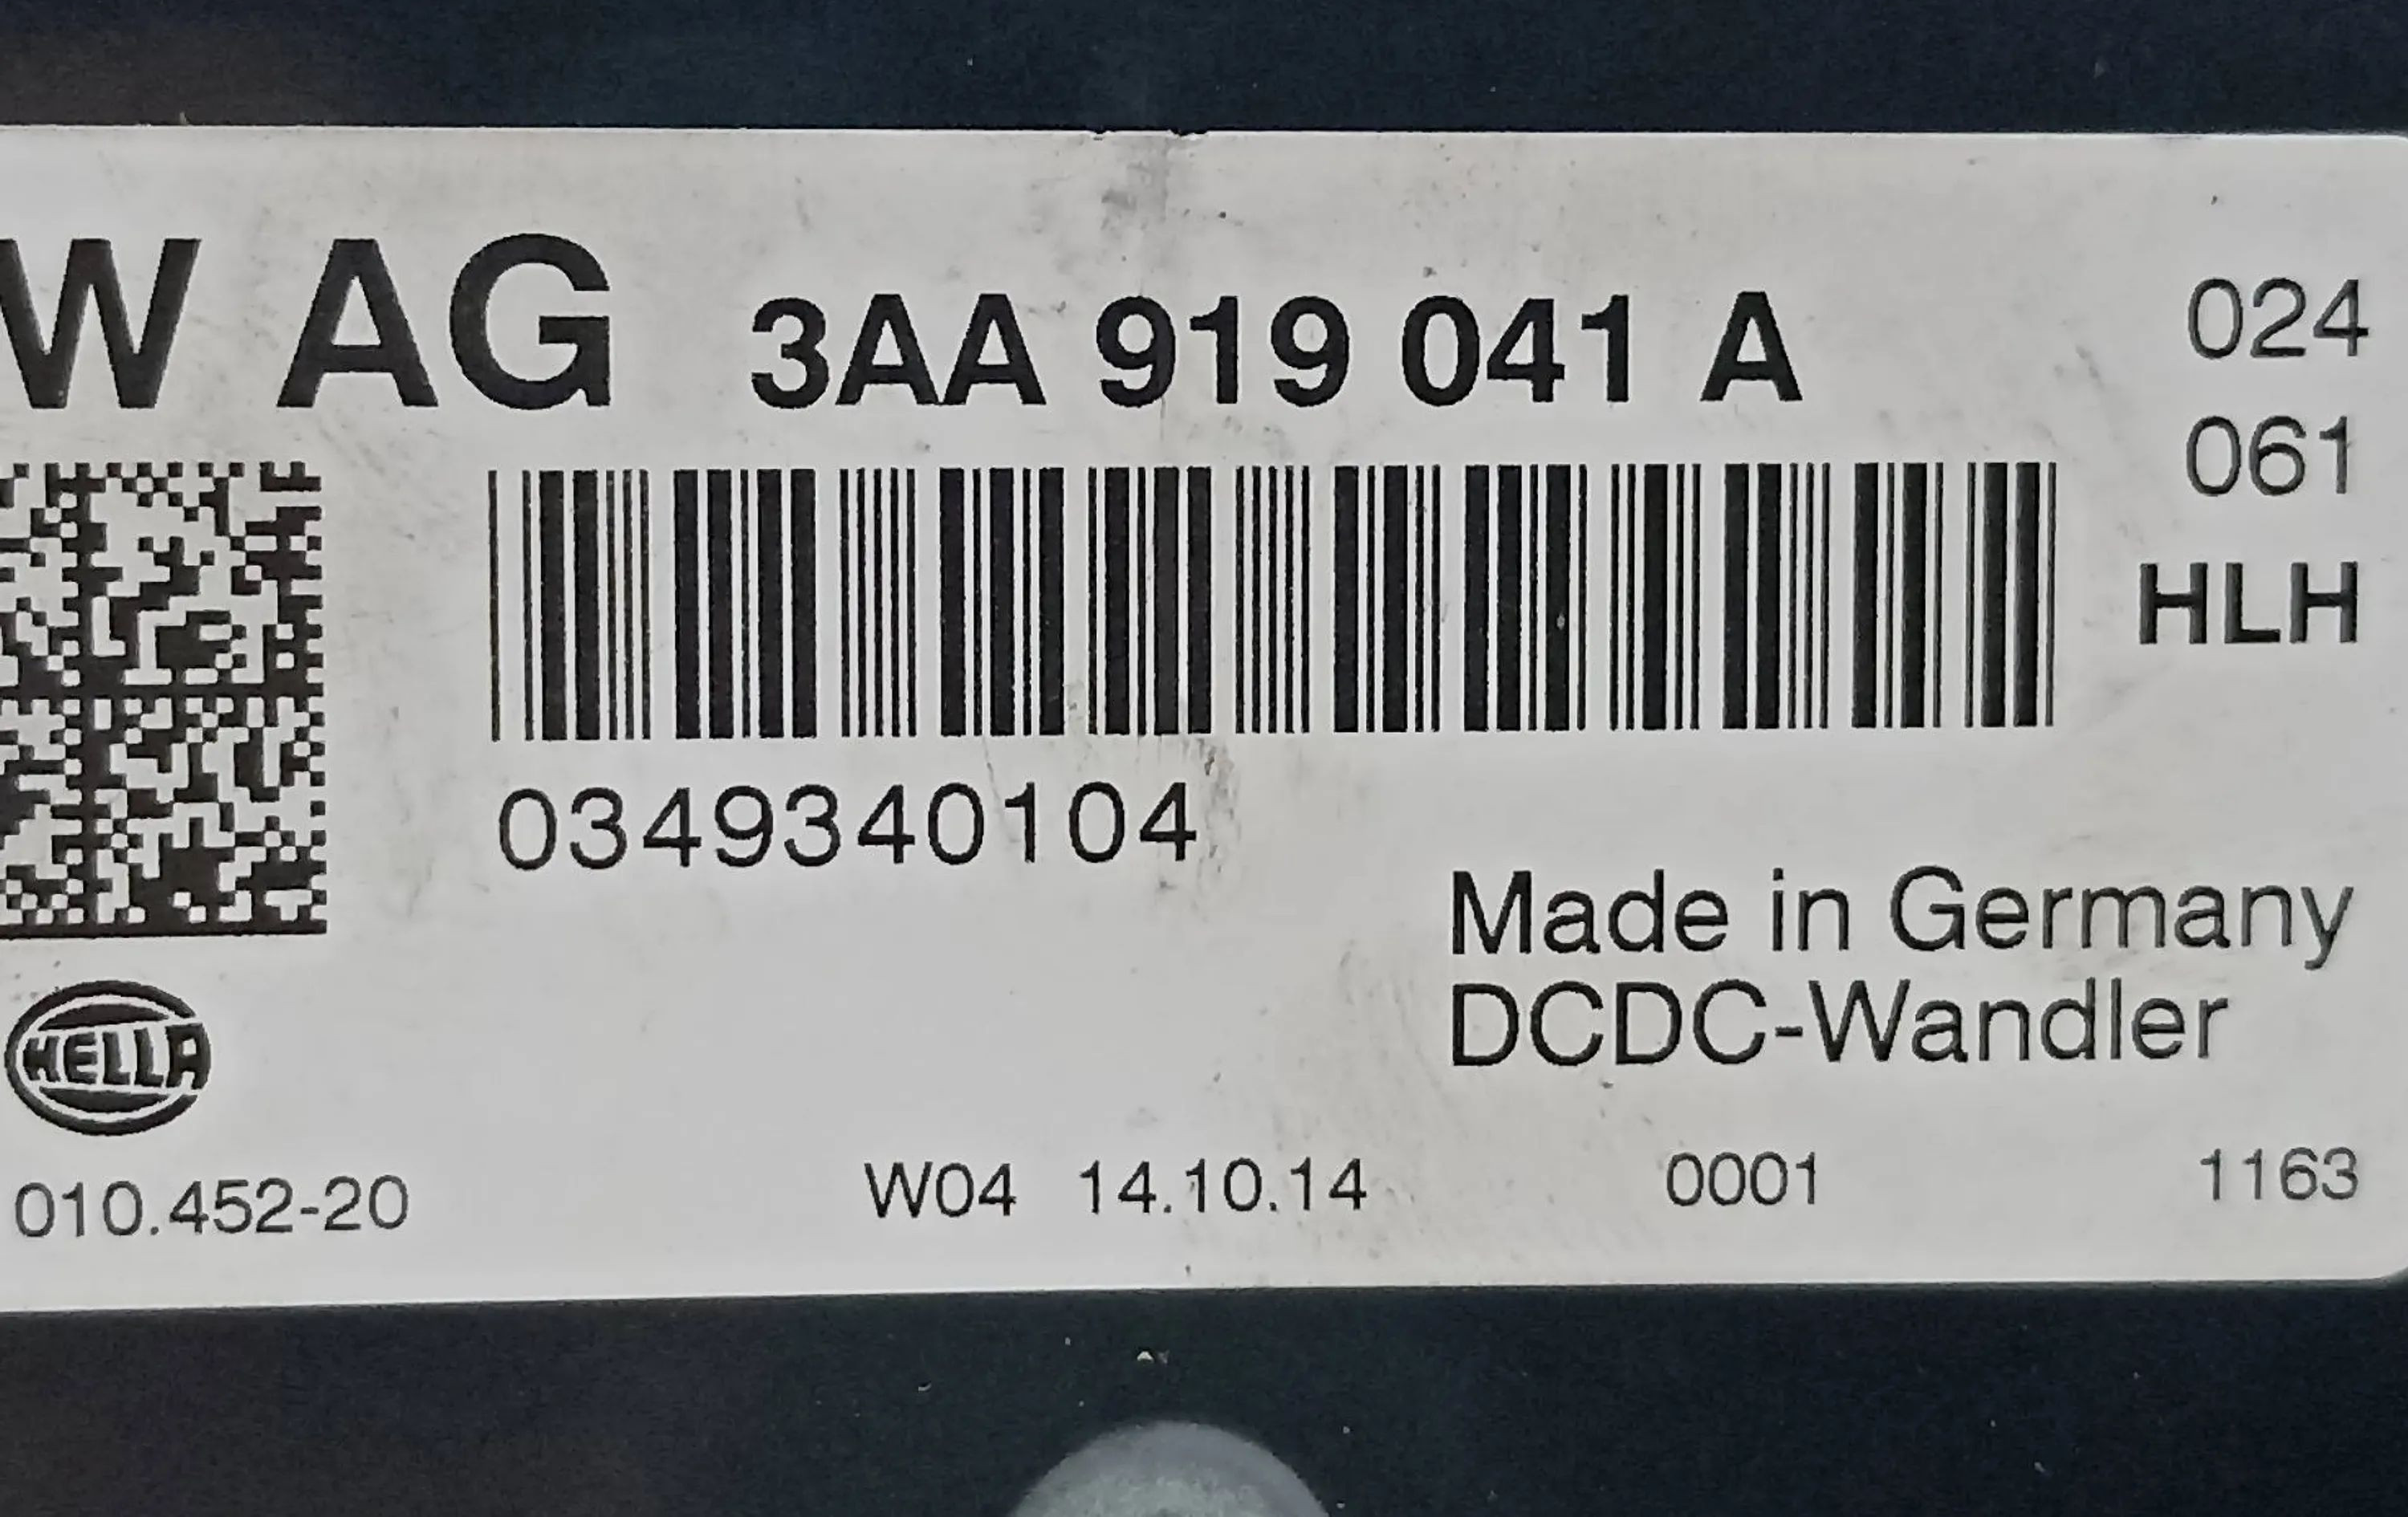 W AG 3AA 919 041 A
024
061
HLH
0349340104
Made in Germany
DCDC-Wandler
HELLA
010.452-20 W04 14.10.14 0001 1163